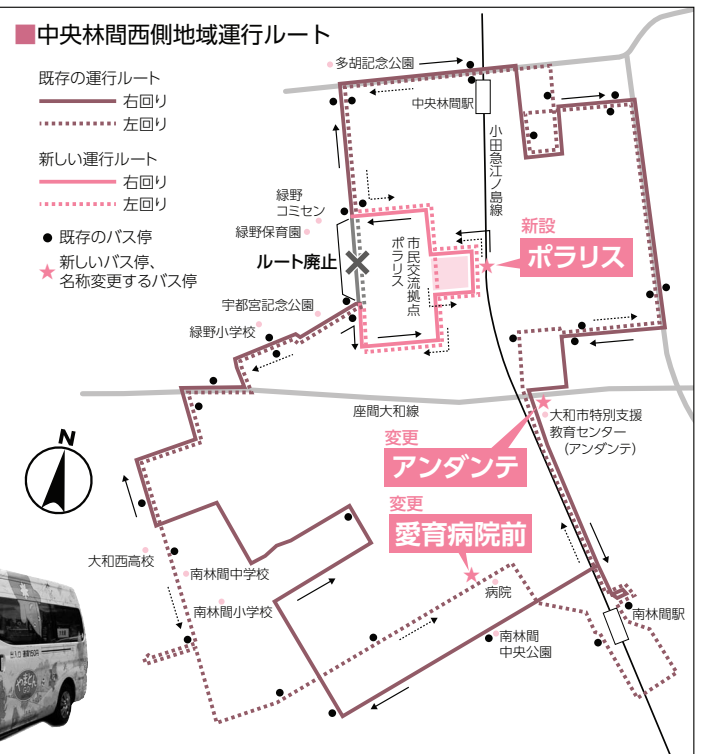 ■中央林間西側地域運行ルート
既存の運行ルート
右回り
左回り
新しい運行ルート
右回り
左回り
既存のバス停
新しいバス停、
名称変更するバス停
多胡記念公園
中央林間駅
小田急江ノ島線
緑野
コミセン
緑野保育園
ルート廃止
市民交流拠点
ポラリス
新設
ポラリス
宇都宮記念公園
緑野小学校
座間大和線
大和市特別支援
教育センター
(アンダンテ)
変更
アンダンテ
変更
愛育病院前
N
大和西高校
南林間中学校
南林間小学校
病院
南林間
中央公園
南林間駅